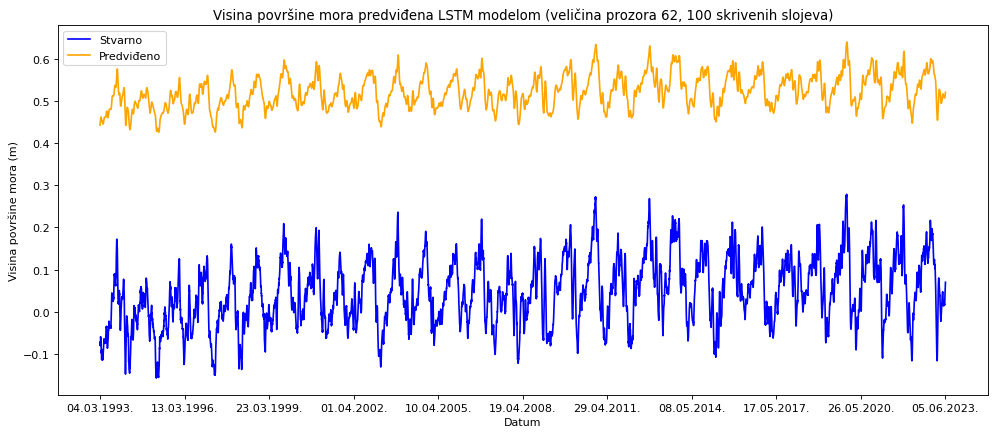 Visina površine mora predviđena LSTM modelom (veličina prozora 62, 100 skrivenih slojeva)
Stvarno
Predviđeno
Visina površine mora (m)
0.6
0.5
0.4
0.3
0.2
0.1
0.0
−0.1
04.03.1993. 13.03.1996. 23.03.1999. 01.04.2002. 10.04.2005. 19.04.2008. 29.04.2011. 08.05.2014. 17.05.2017. 26.05.2020. 05.06.2023.
Datum